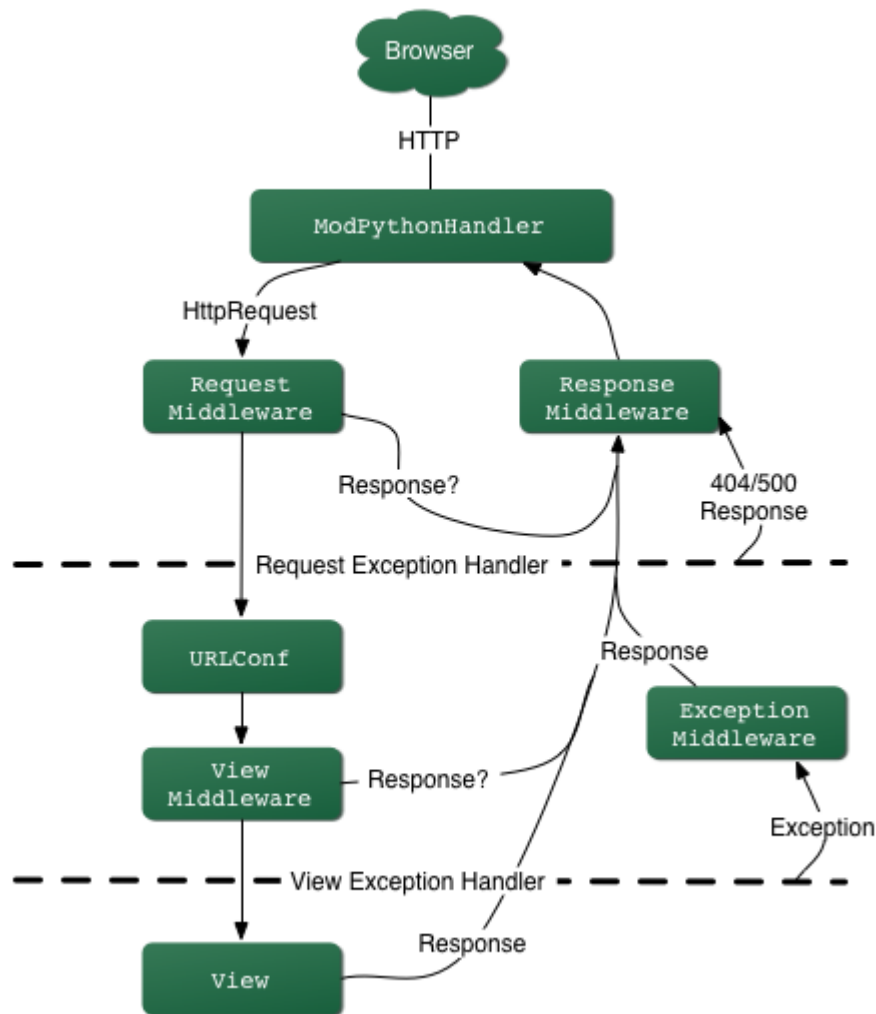 Browser
HTTP
ModPythonHandler
HttpRequest
Request
Middleware
Response
Middleware
Response?
404/500
Response
Request Exception Handler
URLConf
Response
Exception
Middleware
View
Middleware
Response?
Exception
View Exception Handler
Response
View